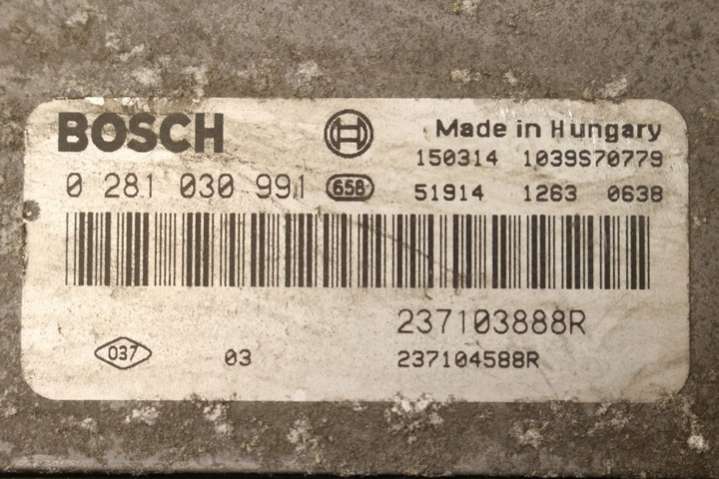 BOSCH
Made in Hungary
150314 1039S70779
0 281 030 991 658
51914 1263 0638
237103888R
037 03
237104588R